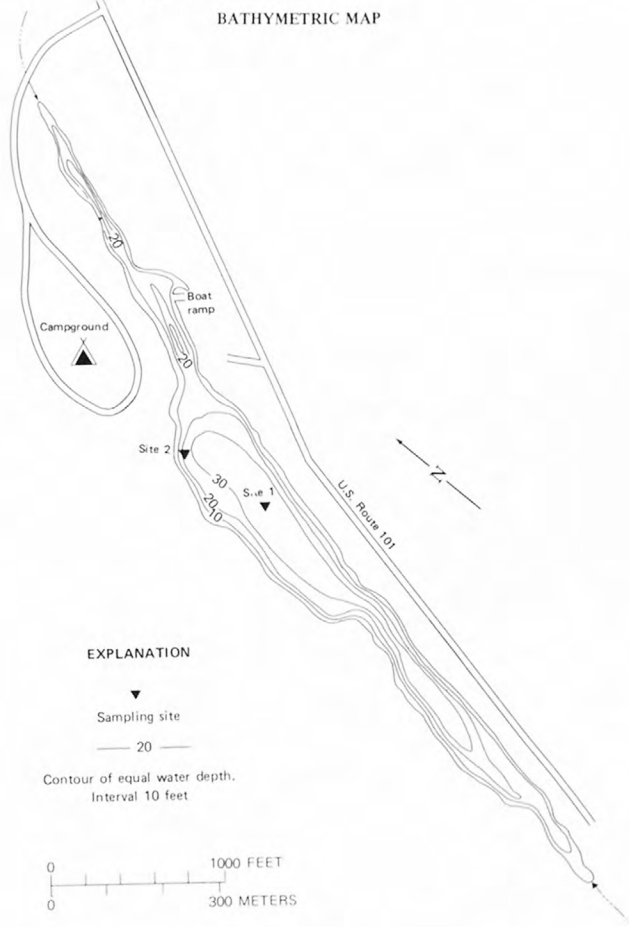 BATHYMETRIC MAP
20
Boat
ramp
Campground
20
Site 2
30
Site 1
20
10
N.
U.S. Route 101
EXPLANATION
Sampling site
20
Contour of equal water depth.
Interval 10 feet
0 1000 FEET
0 300 METERS